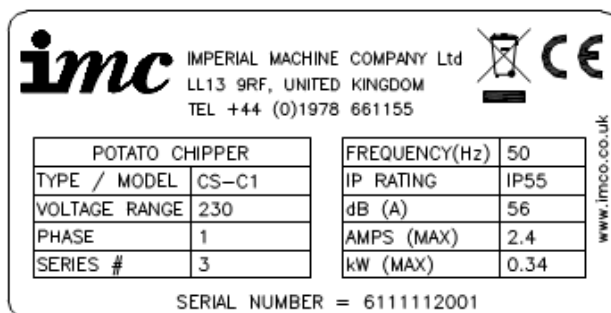 imc
IMPERIAL MACHINE COMPANY Ltd
LL13 9RF, UNITED KINGDOM
TEL +44 (0)1978 661155
CE
POTATO CHIPPER
TYPE / MODEL CS-C1
VOLTAGE RANGE 230
PHASE 1
SERIES # 3
FREQUENCY(Hz) 50
IP RATING IP55
dB (A) 56
AMPS (MAX) 2.4
kW (MAX) 0.34
www.imco.co.uk
SERIAL NUMBER = 6111112001